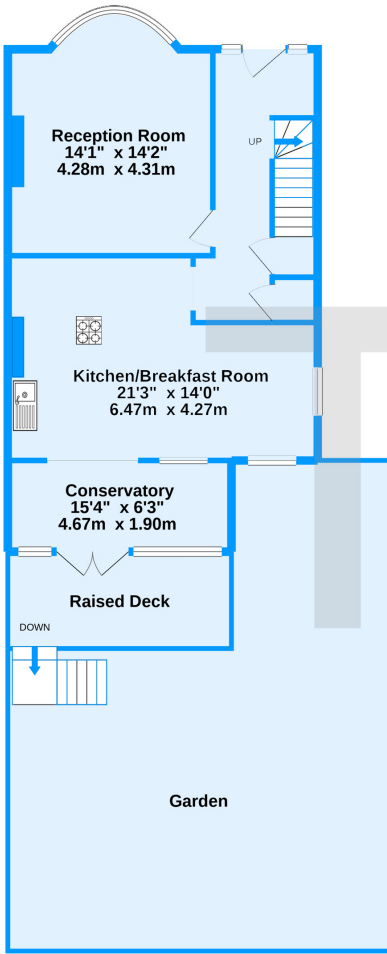 Reception Room
14'1" x 14'2"
4.28m x 4.31m
UP
Kitchen/Breakfast Room
21'3" x 14'0"
6.47m x 4.27m
Conservatory
15'4" x 6'3"
4.67m x 1.90m
Raised Deck
DOWN
Garden